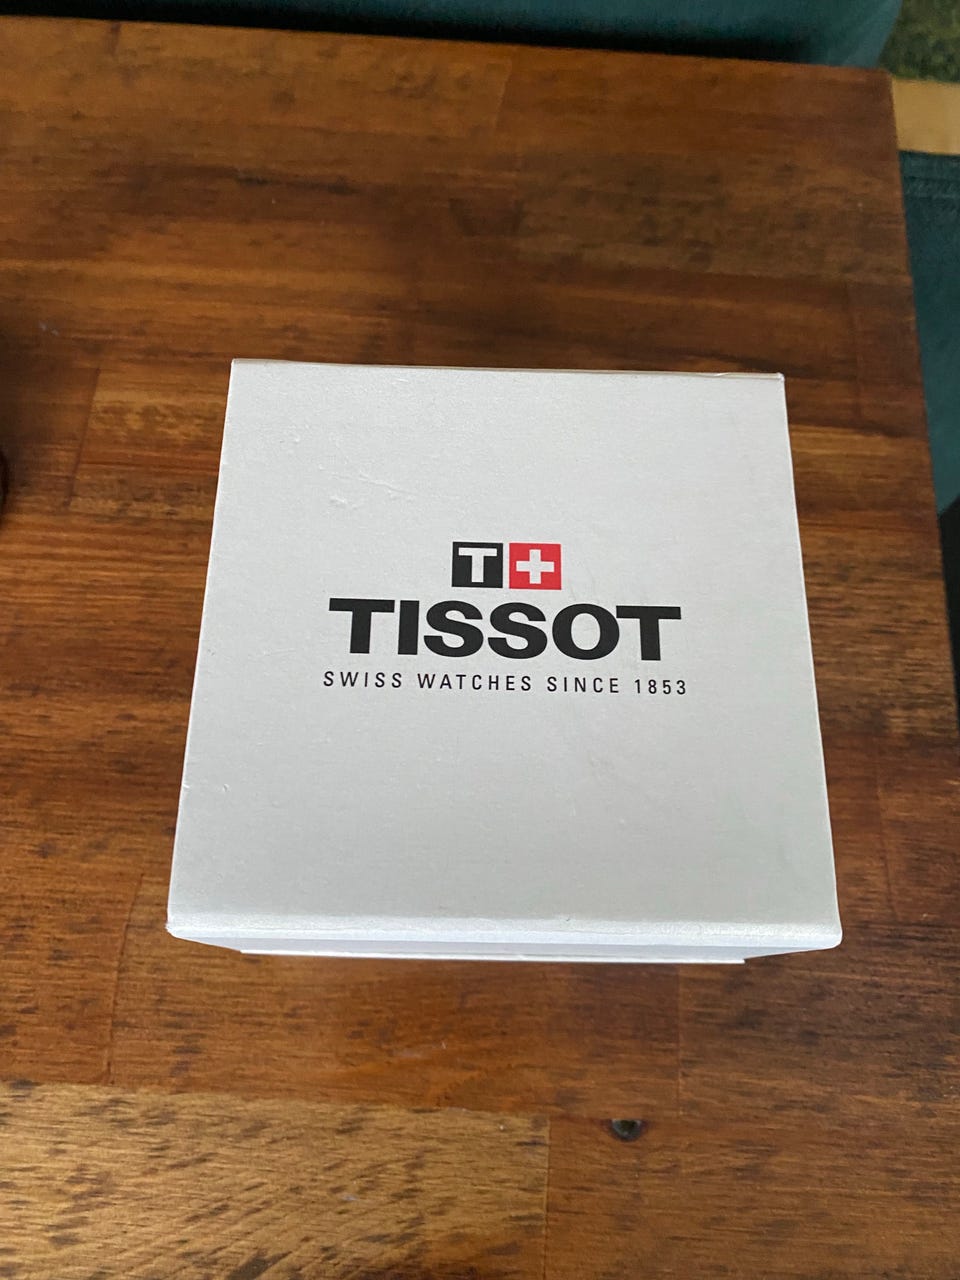 T+
TISSOT
SWISS WATCHES SINCE 1853